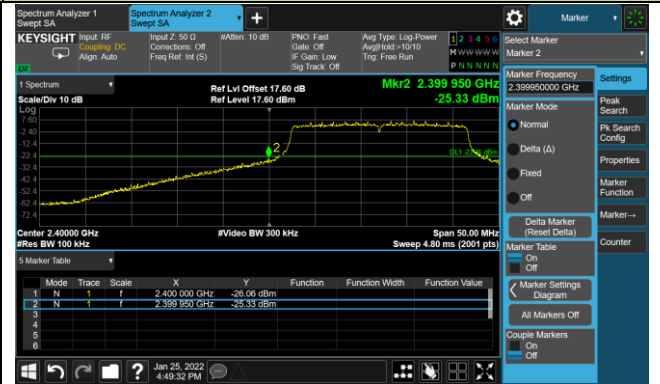 Spectrum Analyzer 1
Swept SA
Spectrum Analyzer 2
Swept SA
+
Marker
KEYSIGHT
Input: RF
Coupling: DC
Align: Auto
Input Z: 50 Ω
Corrections: Off
Freq Ref: Int (S)
#Atten: 10 dB
PNO: Fast
Gate: Off
IF Gain: Low
Sig Track: Off
Avg Type: Log-Power
Avg|Hold:>10/10
Trig: Free Run
1 2 3 4 5 6
M W W W W W
P N N N N N
Select Marker
Marker 2
1 Spectrum
Scale/Div 10 dB
Log
Ref Lvl Offset 17.60 dB
Ref Level 17.60 dBm
Mkr2 2.399 950 GHz
-25.33 dBm
7.60
-2.40
-12.4
-22.4
-32.4
-42.4
-52.4
-62.4
-72.4
2
Center 2.40000 GHz
#Res BW 100 kHz
#Video BW 300 kHz
Span 50.00 MHz
Sweep 4.80 ms (2001 pts)
5 Marker Table
Mode Trace Scale X Y Function Function Width Function Value
1 N 1 f 2.400 000 GHz -26.06 dBm
2 N 1 f 2.399 950 GHz -25.33 dBm
3
4
5
6
Marker Frequency
2.399950000 GHz
Marker Mode
Normal
Delta (Δ)
Fixed
Off
Delta Marker
(Reset Delta)
Marker Table
On
Off
Marker Settings
Diagram
All Markers Off
Couple Markers
On
Off
Settings
Peak
Search
Pk Search
Config
Properties
Marker
Function
Marker→
Counter
?
Jan 25, 2022
4:49:32 PM